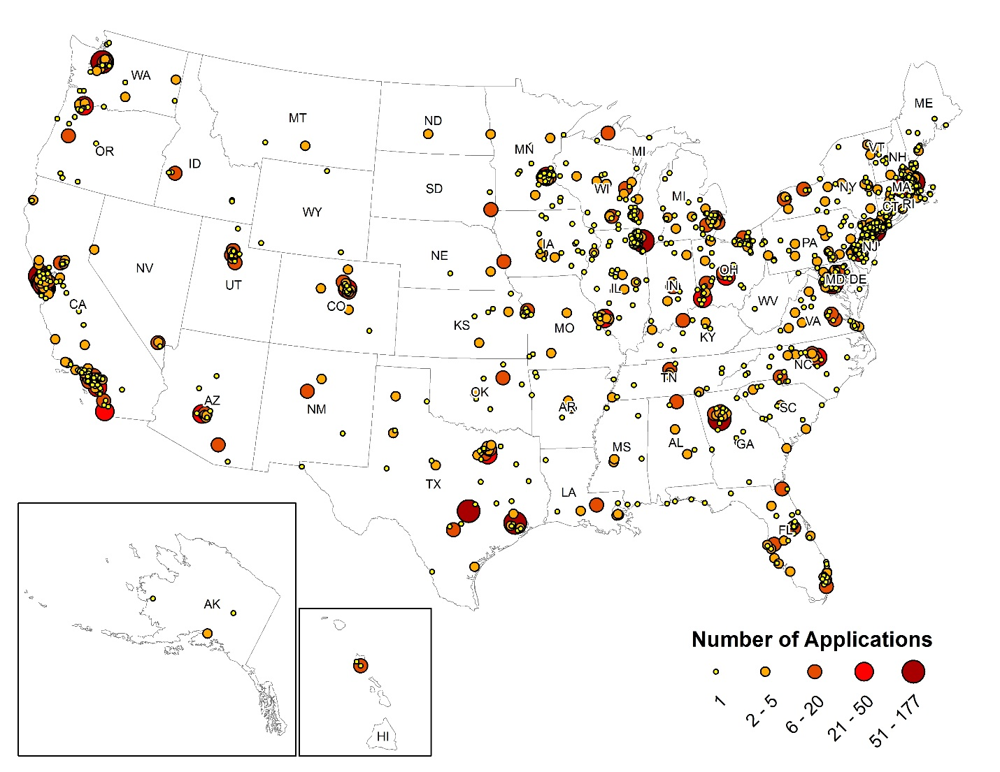 ME
WA
MT
ND
VT
MN
OR
MI
NH
ID
SD
WI
NY
MA
MI
CT
RI
WY
IA
PA
NJ
NE
NV
OH
UT
IL
IN
MD
DE
CO
CA
WV
KS
MO
VA
KY
NC
TN
OK
AZ
NM
AR
SC
MS
AL
GA
TX
LA
FL
AK
HI
Number of Applications
1
2 - 5
6 - 20
21 - 50
51 - 177